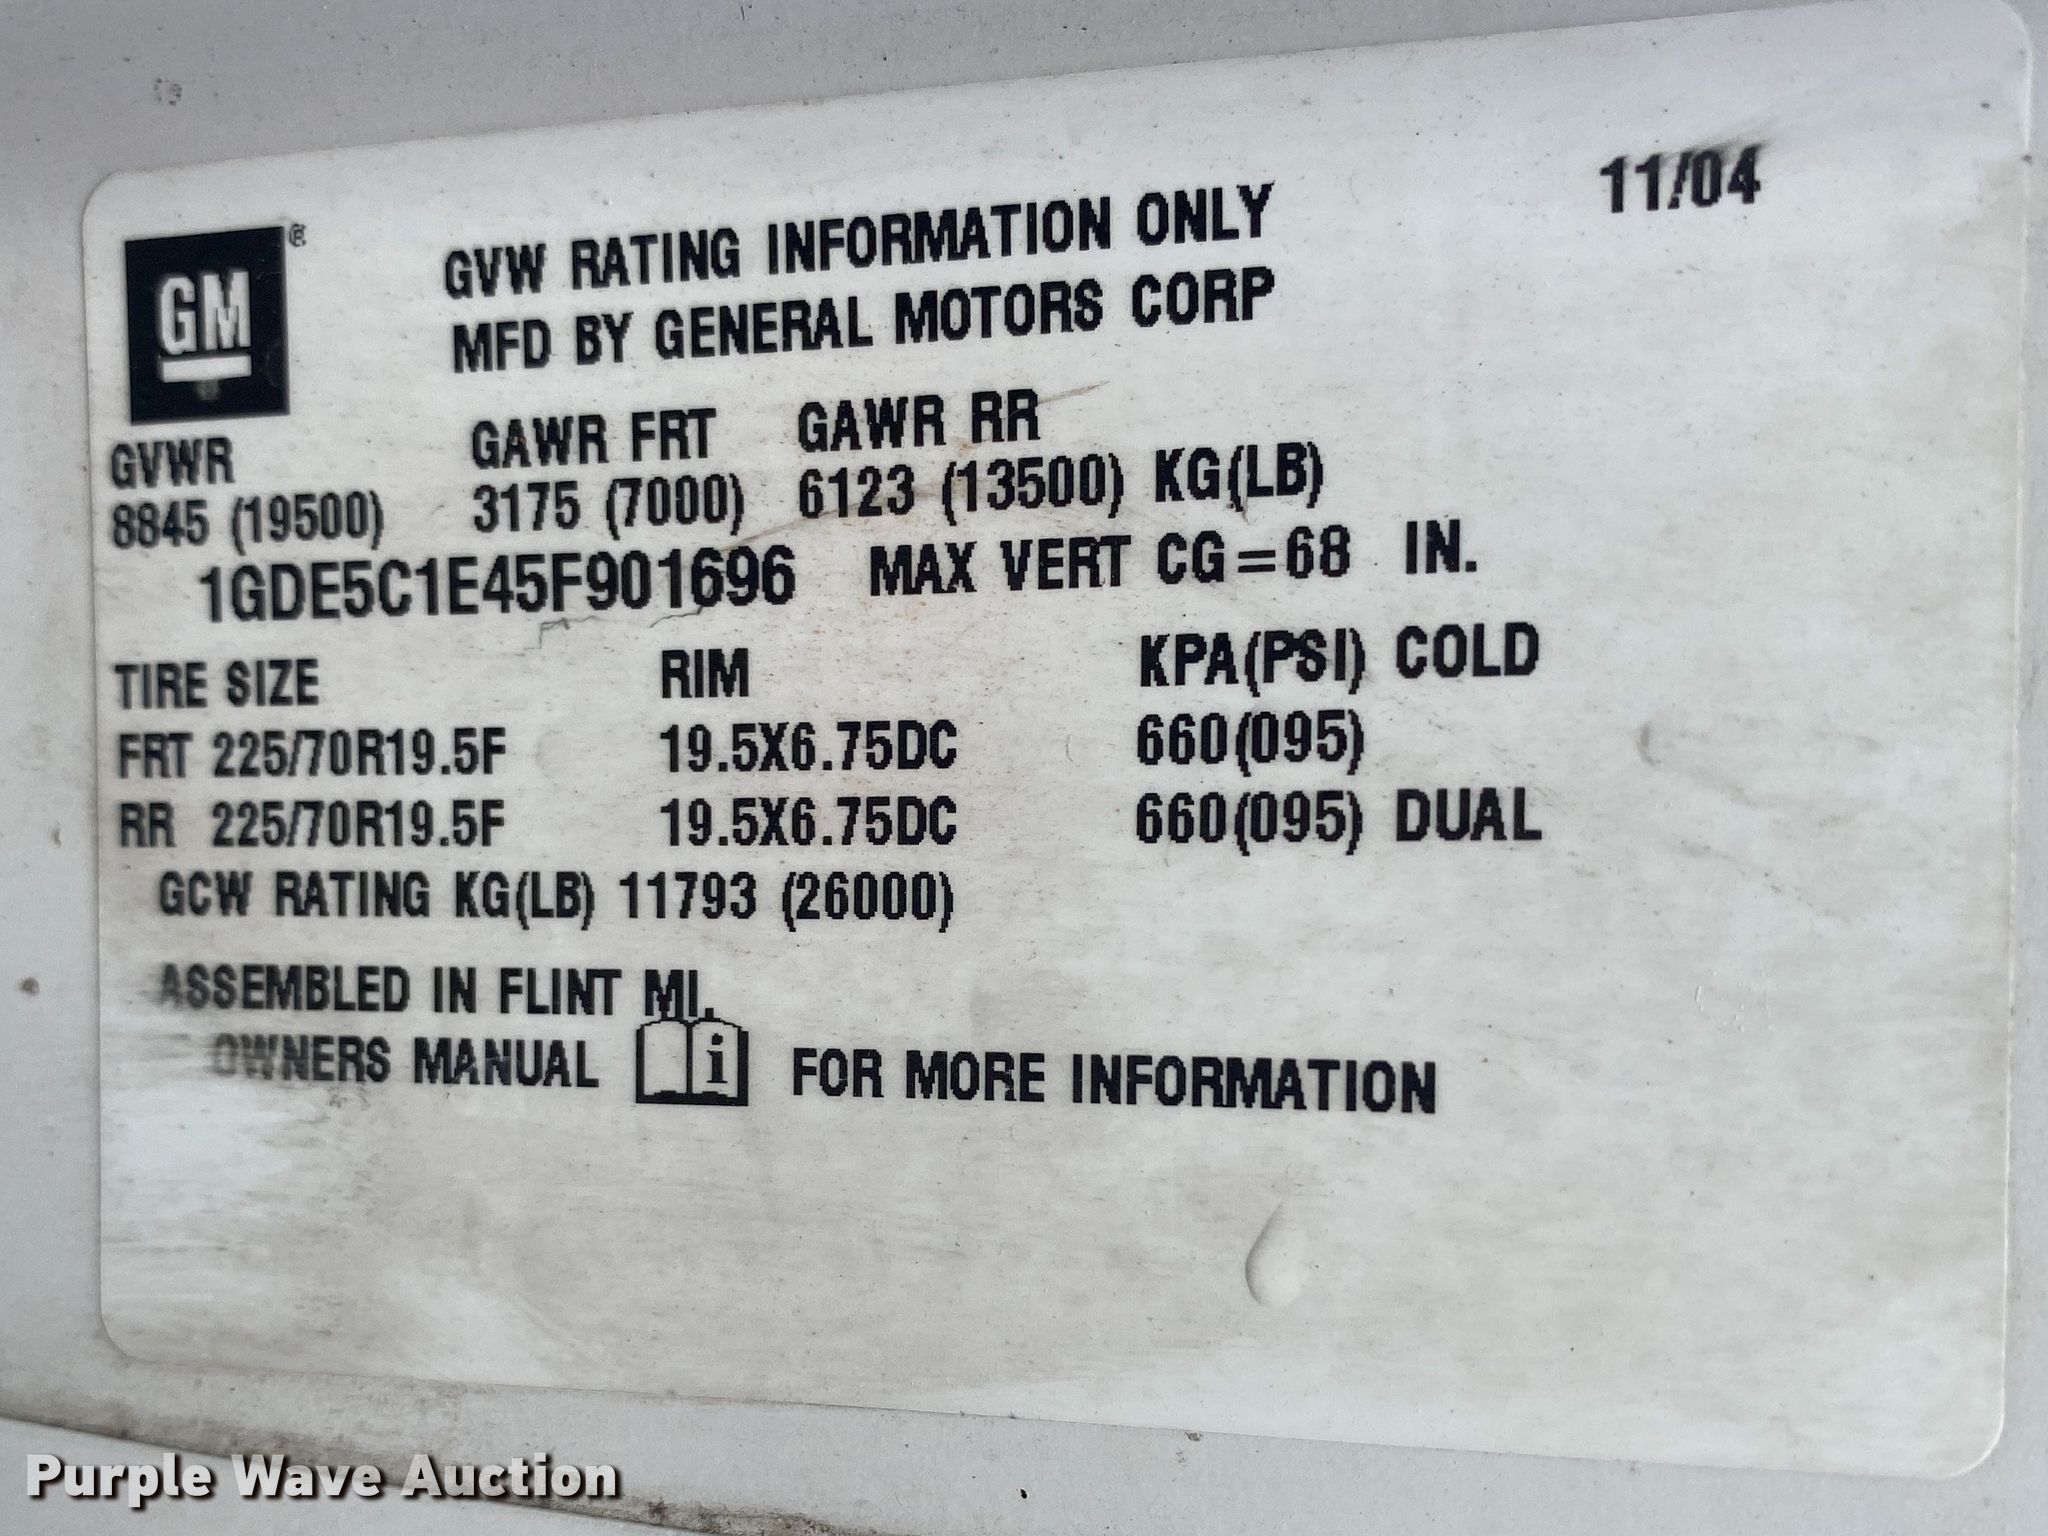 11/04
GM ®
GVW RATING INFORMATION ONLY
MFD BY GENERAL MOTORS CORP
GVWR GAWR FRT GAWR RR
8845 (19500) 3175 (7000) 6123 (13500) KG(LB)
1GDE5C1E45F901696 MAX VERT CG=68 IN.
TIRE SIZE RIM KPA(PSI) COLD
FRT 225/70R19.5F 19.5X6.75DC 660(095)
RR 225/70R19.5F 19.5X6.75DC 660(095) DUAL
GCW RATING KG(LB) 11793 (26000)
ASSEMBLED IN FLINT MI.
OWNERS MANUAL i FOR MORE INFORMATION
Purple Wave Auction